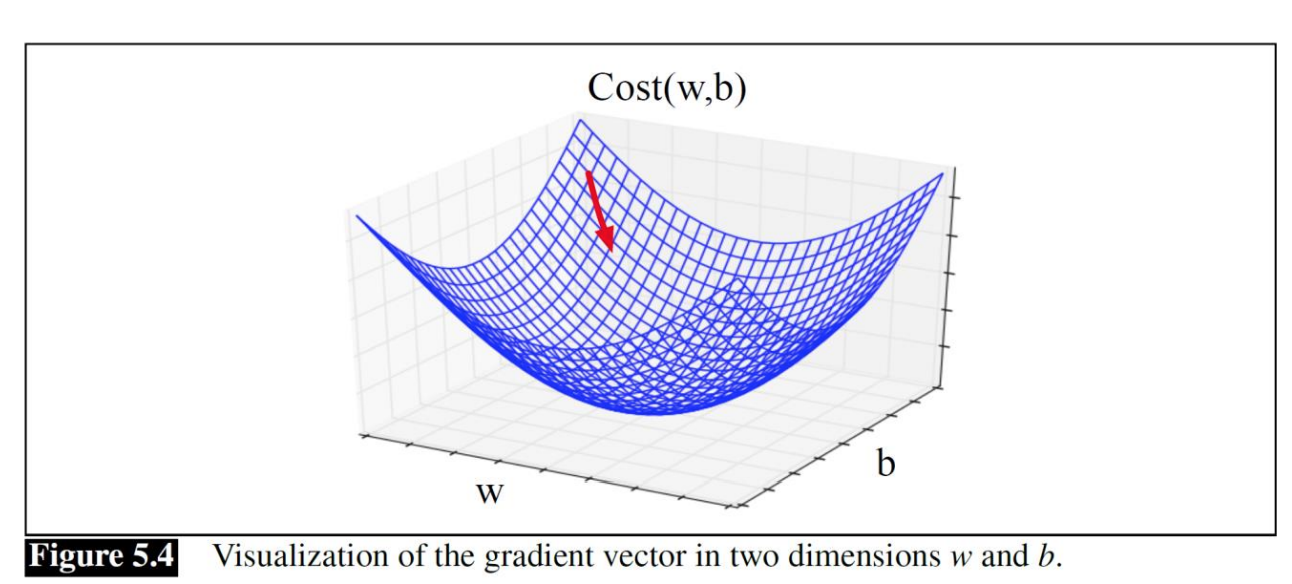 Cost(w,b)
b
w
Figure 5.4 Visualization of the gradient vector in two dimensions w and b.